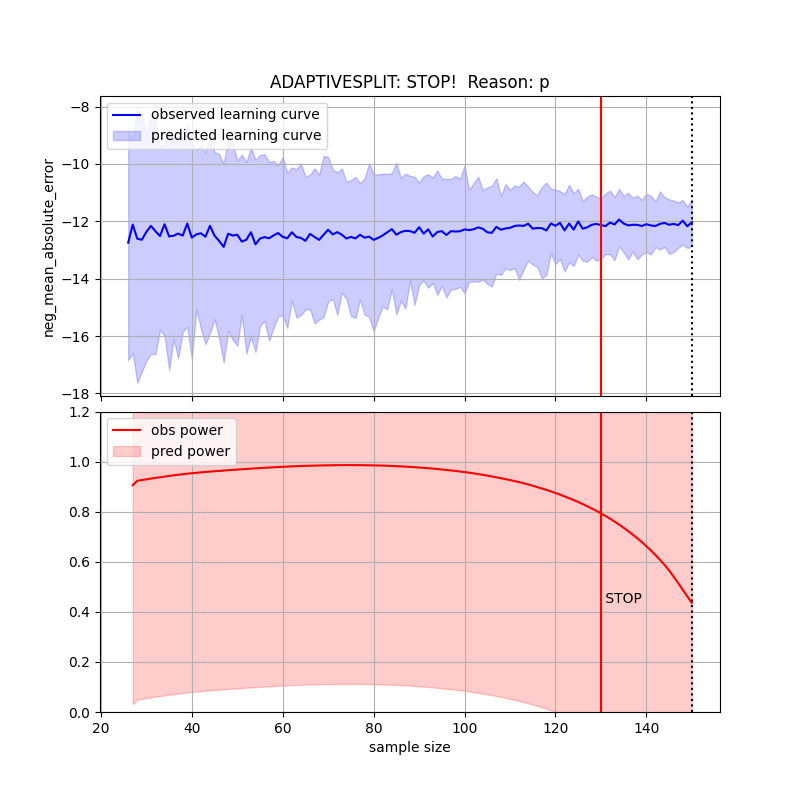 ADAPTIVESPLIT: STOP!  Reason: p
observed learning curve
predicted learning curve
neg_mean_absolute_error
−8
−10
−12
−14
−16
−18
obs power
pred power
1.2
1.0
0.8
0.6
0.4
0.2
0.0
STOP
20 40 60 80 100 120 140
sample size